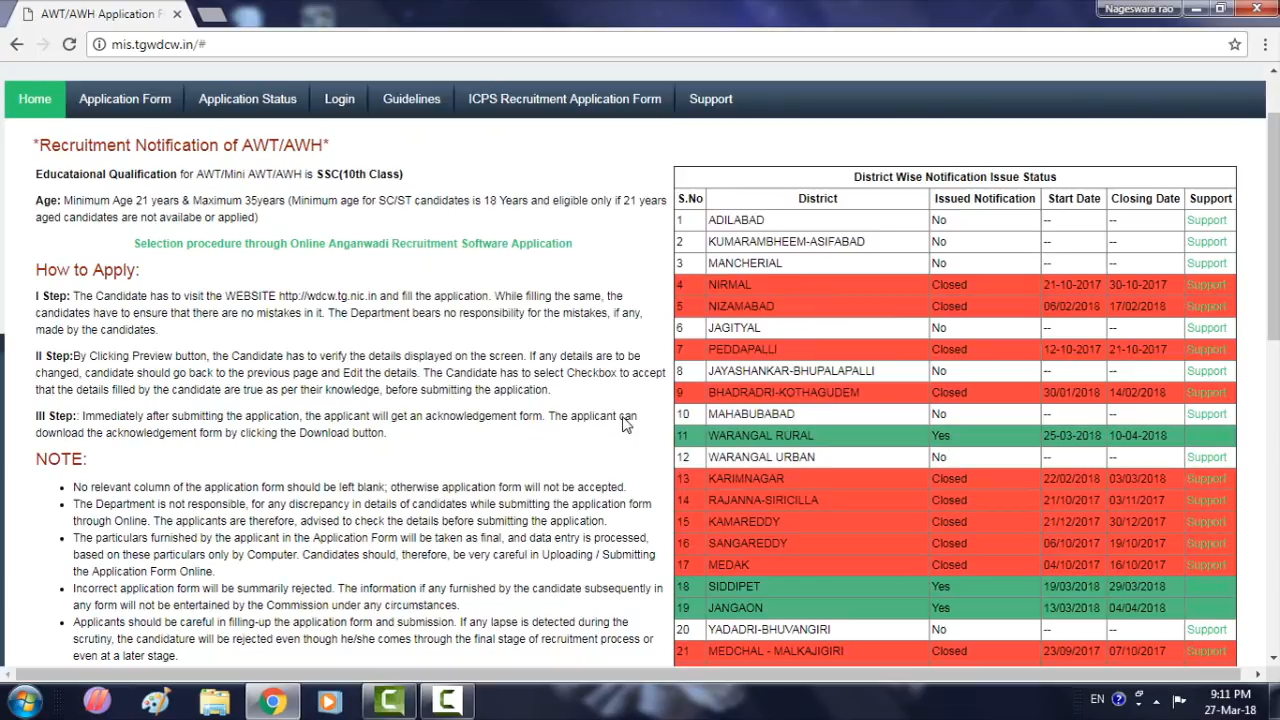 AWT/AWH Application F
Nageswara rao
mis.tgwdcw.in/#
Home Application Form Application Status Login Guidelines ICPS Recruitment Application Form Support
*Recruitment Notification of AWT/AWH*
Educataional Qualification for AWT/Mini AWT/AWH is SSC(10th Class)
Age: Minimum Age 21 years & Maximum 35years (Minimum age for SC/ST candidates is 18 Years and eligible only if 21 years
aged candidates are not availabe or applied)
Selection procedure through Online Anganwadi Recruitment Software Application
How to Apply:
I Step: The Candidate has to visit the WEBSITE http://wdcw.tg.nic.in and fill the application. While filling the same, the
candidates have to ensure that there are no mistakes in it. The Department bears no responsibility for the mistakes, if any,
made by the candidates.
II Step:By Clicking Preview button, the Candidate has to verify the details displayed on the screen. If any details are to be
changed, candidate should go back to the previous page and Edit the details. The Candidate has to select Checkbox to accept
that the details filled by the candidate are true as per their knowledge, before submitting the application.
III Step:: Immediately after submitting the application, the applicant will get an acknowledgement form. The applicant can
download the acknowledgement form by clicking the Download button.
NOTE:
No relevant column of the application form should be left blank; otherwise application form will not be accepted.
The Department is not responsible, for any discrepancy in details of candidates while submitting the application form
through Online. The applicants are therefore, advised to check the details before submitting the application.
The particulars furnished by the applicant in the Application Form will be taken as final, and data entry is processed,
based on these particulars only by Computer. Candidates should, therefore, be very careful in Uploading / Submitting
the Application Form Online.
Incorrect application form will be summarily rejected. The information if any furnished by the candidate subsequently in
any form will not be entertained by the Commission under any circumstances.
Applicants should be careful in filling-up the application form and submission. If any lapse is detected during the
scrutiny, the candidature will be rejected even though he/she comes through the final stage of recruitment process or
even at a later stage.
District Wise Notification Issue Status
S.No District Issued Notification Start Date Closing Date Support
1 ADILABAD No -- -- Support
2 KUMARAMBHEEM-ASIFABAD No -- -- Support
3 MANCHERIAL No -- -- Support
4 NIRMAL Closed 21-10-2017 30-10-2017 Support
5 NIZAMABAD Closed 06/02/2018 17/02/2018 Support
6 JAGITYAL No -- -- Support
7 PEDDAPALLI Closed 12-10-2017 21-10-2017 Support
8 JAYASHANKAR-BHUPALAPALLI No -- -- Support
9 BHADRADRI-KOTHAGUDEM Closed 30/01/2018 14/02/2018 Support
10 MAHABUBABAD No -- -- Support
11 WARANGAL RURAL Yes 25-03-2018 10-04-2018
12 WARANGAL URBAN No -- -- Support
13 KARIMNAGAR Closed 22/02/2018 03/03/2018 Support
14 RAJANNA-SIRICILLA Closed 21/10/2017 03/11/2017 Support
15 KAMAREDDY Closed 21/12/2017 30/12/2017 Support
16 SANGAREDDY Closed 06/10/2017 19/10/2017 Support
17 MEDAK Closed 04/10/2017 16/10/2017 Support
18 SIDDIPET Yes 19/03/2018 29/03/2018
19 JANGAON Yes 13/03/2018 04/04/2018
20 YADADRI-BHUVANGIRI No -- -- Support
21 MEDCHAL - MALKAJIGIRI Closed 23/09/2017 07/10/2017 Support
EN
9:11 PM
27-Mar-18